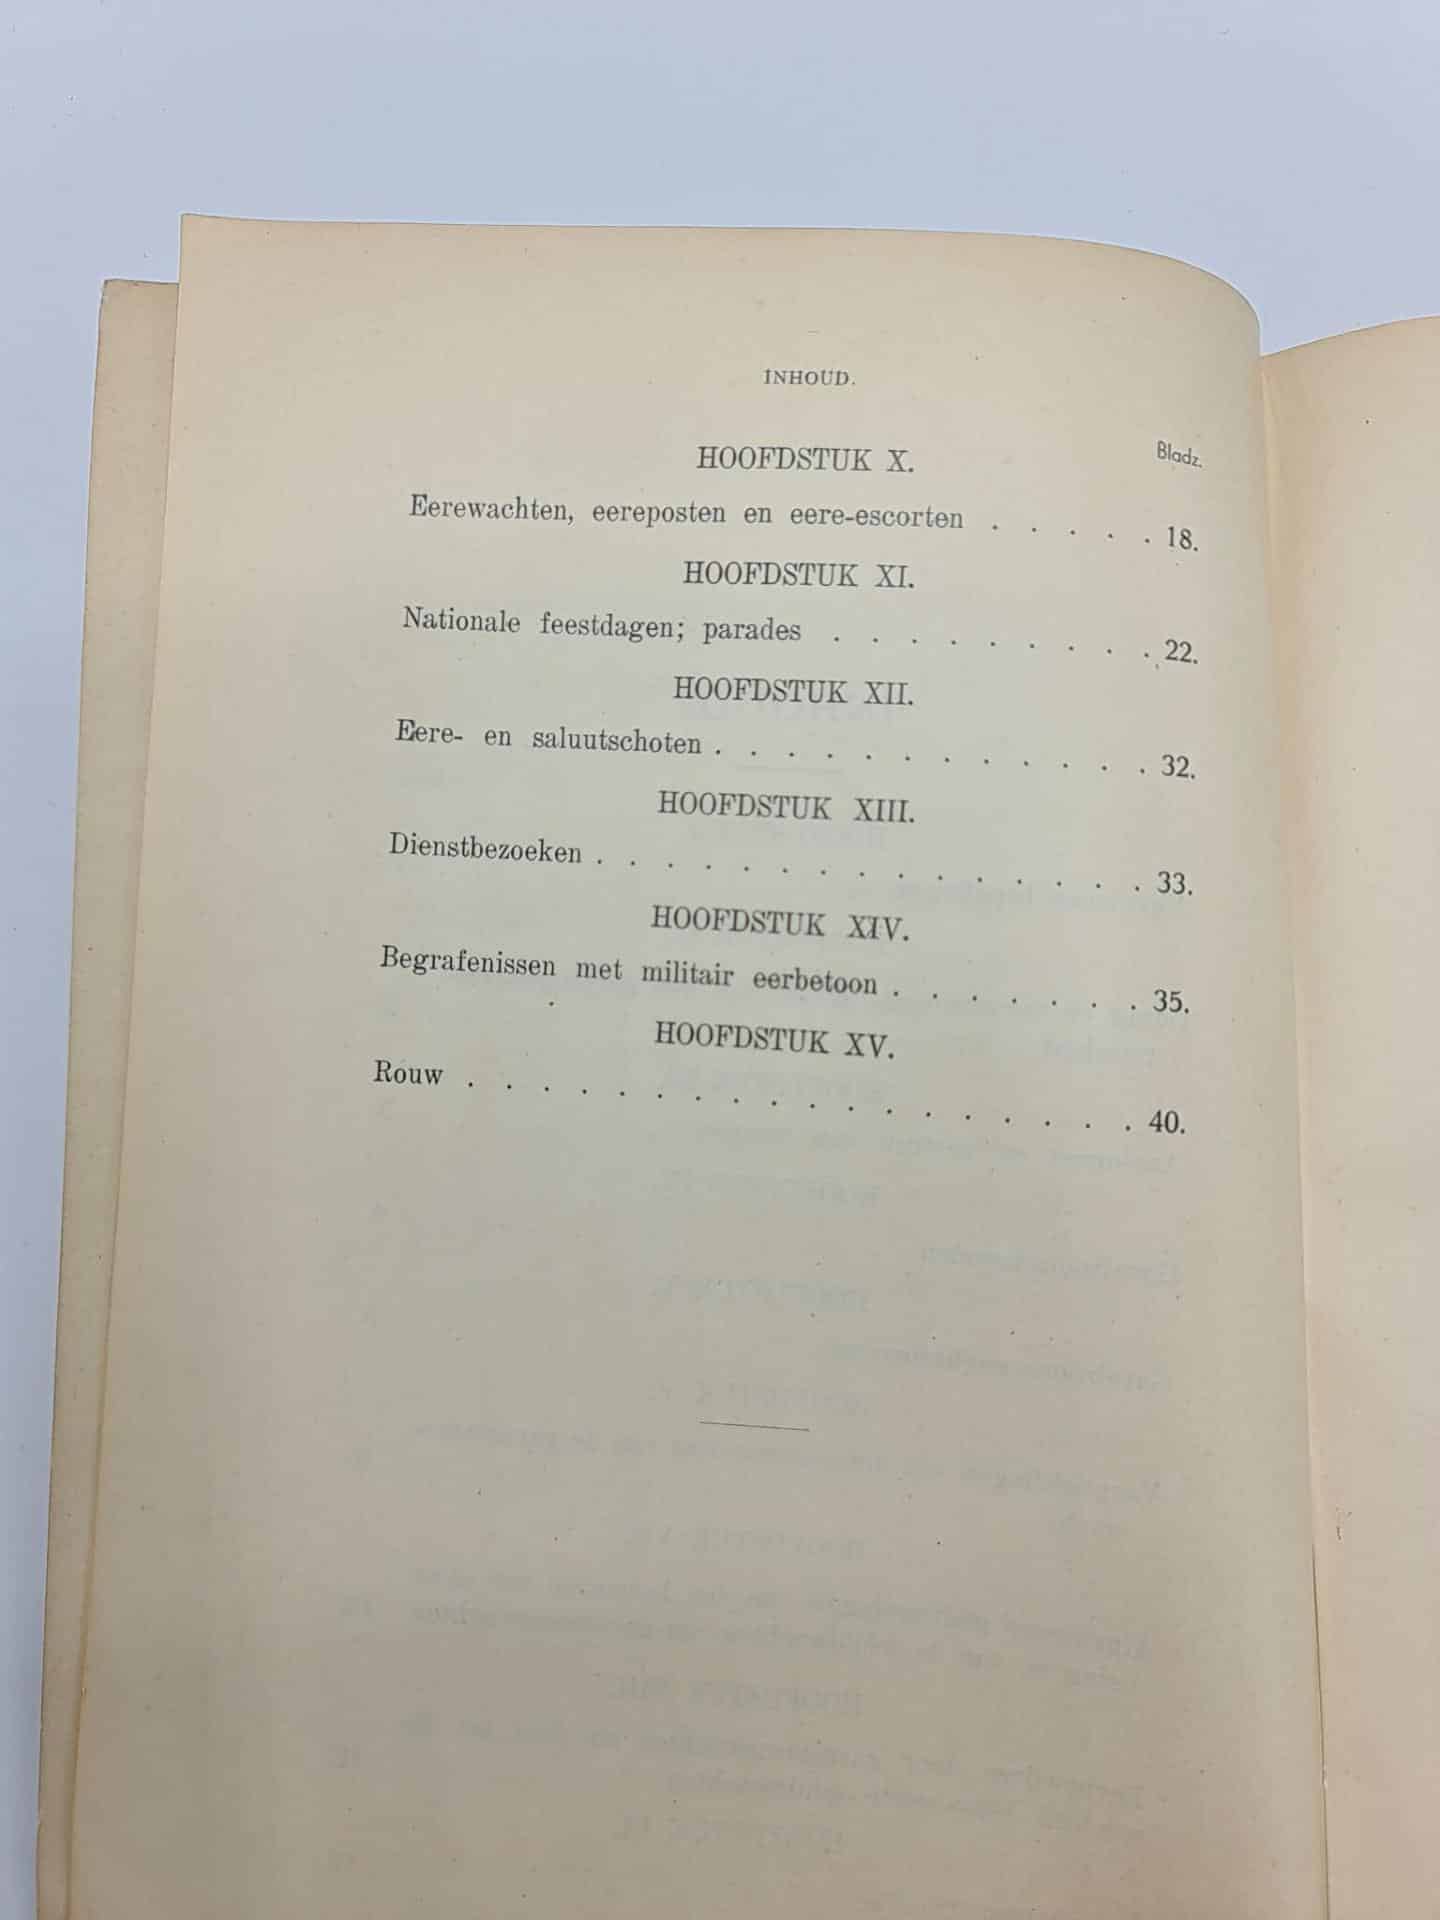 INHOUD.
Bladz.
HOOFDSTUK X.
Eerewachten, eereposten en eere-escorten . . . . . 18.
HOOFDSTUK XI.
Nationale feestdagen; parades . . . . . . . . . 22.
HOOFDSTUK XII.
Eere- en saluutschoten . . . . . . . . . . . . 32.
HOOFDSTUK XIII.
Dienstbezoeken . . . . . . . . . . . . . . . 33.
HOOFDSTUK XIV.
Begrafenissen met militair eerbetoon . . . . . . . 35.
HOOFDSTUK XV.
Rouw . . . . . . . . . . . . . . . . . . 40.